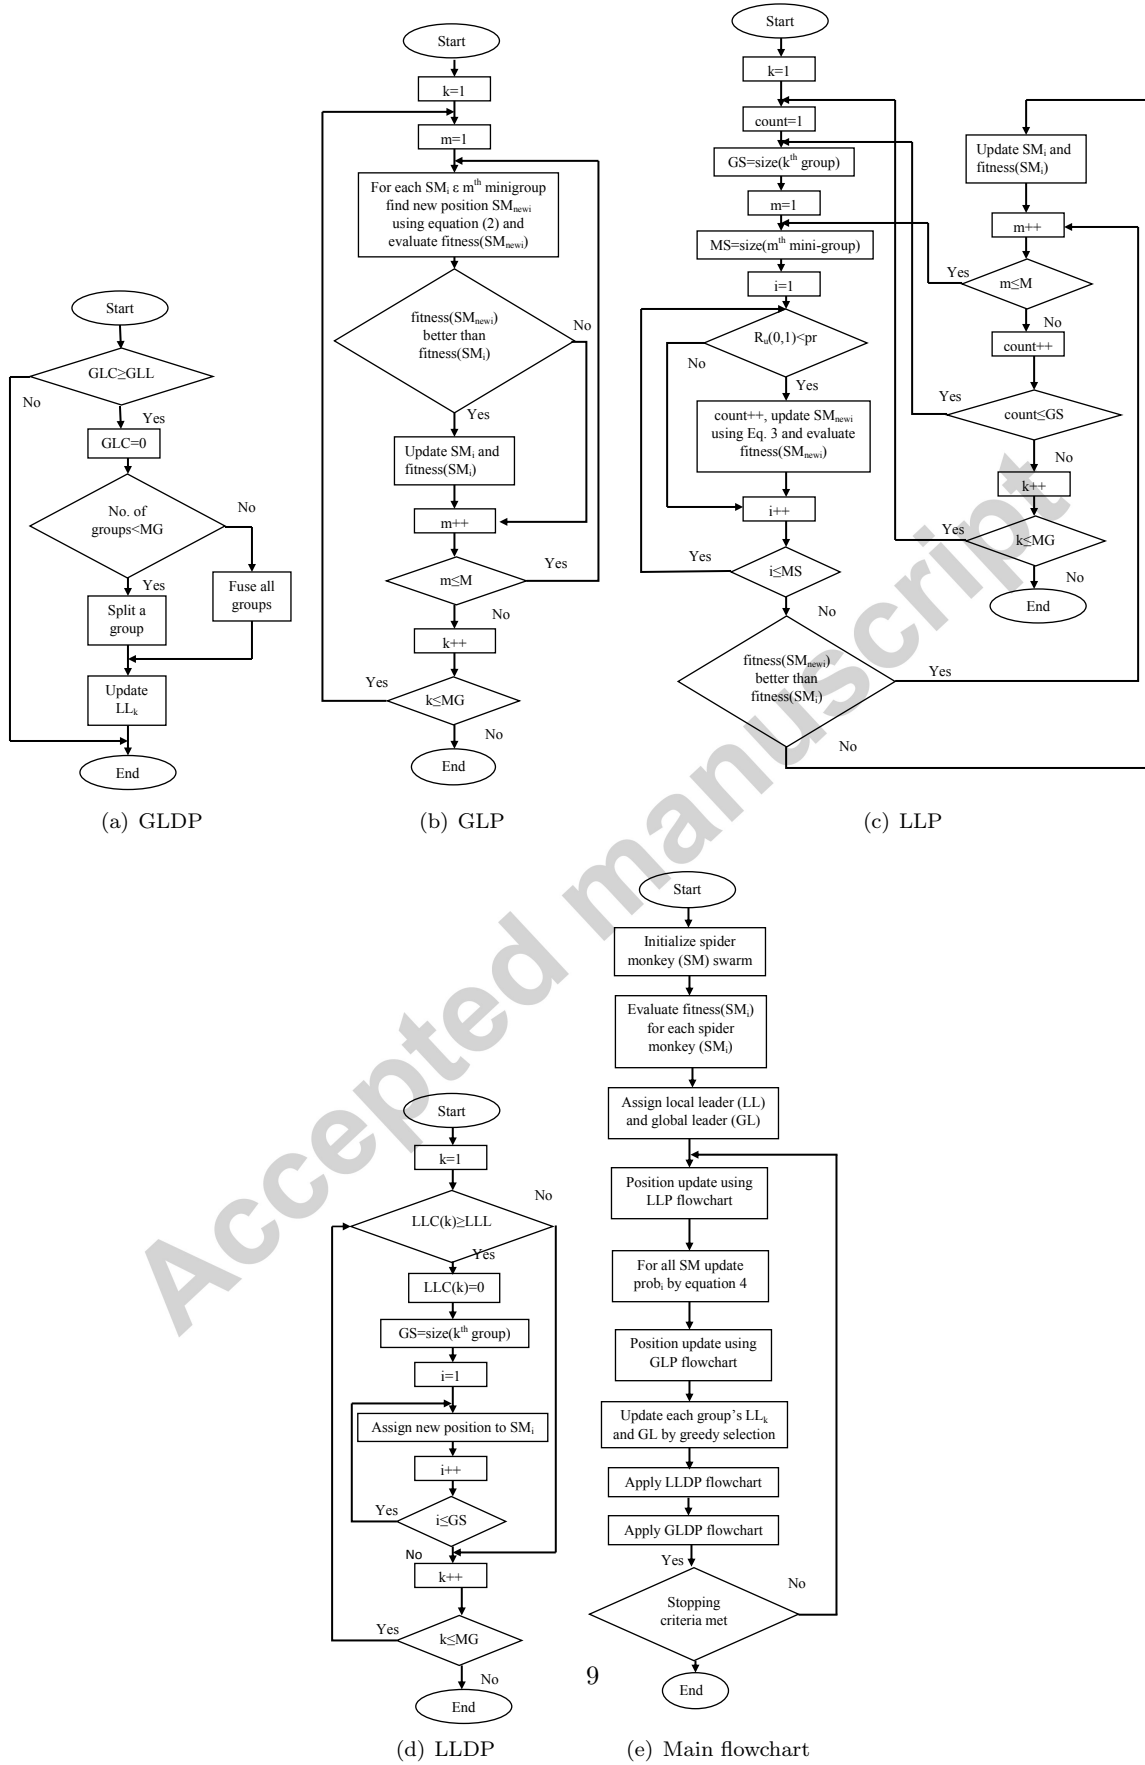 Start
GLC≥GLL
No
Yes
GLC=0
No. of
groups<MG
No
Yes
Fuse all
groups
Split a
group
Update
LLk
End
(a) GLDP
Start
k=1
m=1
For each SMi ε mth minigroup
find new position SMnewi
using equation (2) and
evaluate fitness(SMnewi)
fitness(SMnewi)
better than
fitness(SMi)
No
Yes
Update SMi and
fitness(SMi)
m++
m≤M
Yes
No
k++
Yes
k≤MG
No
End
(b) GLP
Start
k=1
count=1
GS=size(kth group)
m=1
MS=size(mth mini-group)
i=1
Ru(0,1)<pr
No
Yes
count++, update SMnewi
using Eq. 3 and evaluate
fitness(SMnewi)
i++
Yes
i≤MS
No
fitness(SMnewi)
better than
fitness(SMi)
Yes
No
Update SMi and
fitness(SMi)
m++
Yes
m≤M
No
count++
Yes
count≤GS
No
k++
Yes
k≤MG
No
End
(c) LLP
Start
k=1
No
LLC(k)≥LLL
Yes
LLC(k)=0
GS=size(kth group)
i=1
Assign new position to SMi
i++
Yes
i≤GS
No
k++
Yes
k≤MG
No
End
(d) LLDP
Start
Initialize spider
monkey (SM) swarm
Evaluate fitness(SMi)
for each spider
monkey (SMi)
Assign local leader (LL)
and global leader (GL)
Position update using
LLP flowchart
For all SM update
probi by equation 4
Position update using
GLP flowchart
Update each group's LLk
and GL by greedy selection
Apply LLDP flowchart
Apply GLDP flowchart
Yes
No
Stopping
criteria met
End
(e) Main flowchart
9
Accepted manuscript